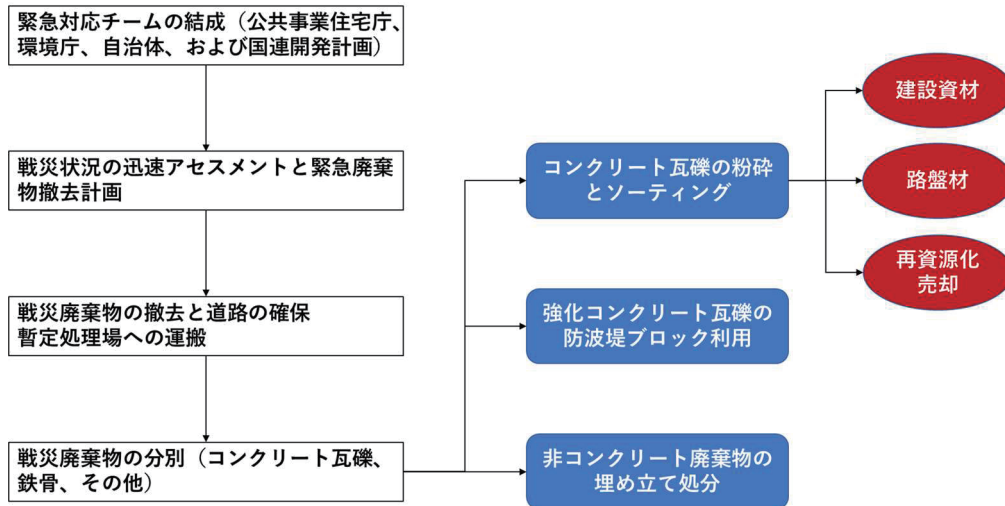 緊急対応チームの結成（公共事業住宅庁、
環境庁、自治体、および国連開発計画）
戦災状況の迅速アセスメントと緊急廃棄
物撤去計画
戦災廃棄物の撤去と道路の確保
暫定処理場への運搬
戦災廃棄物の分別（コンクリート瓦礫、
鉄骨、その他）
コンクリート瓦礫の粉砕
とソーティング
強化コンクリート瓦礫の
防波堤ブロック利用
非コンクリート廃棄物の
埋め立て処分
建設資材
路盤材
再資源化
売却